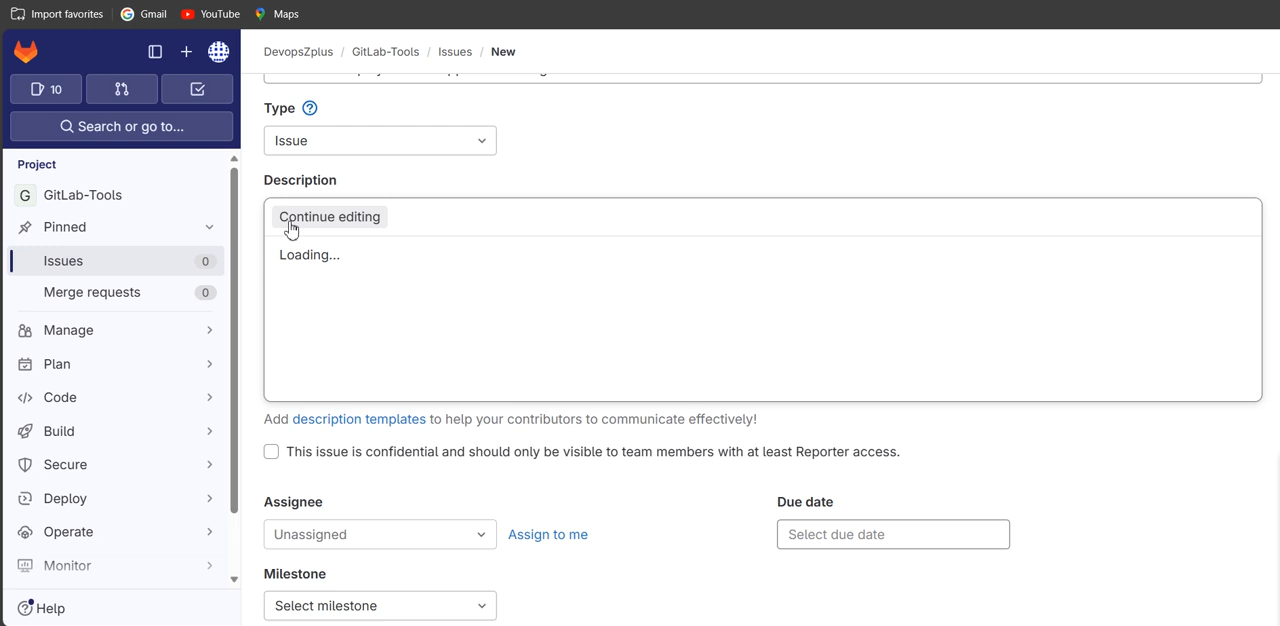 Import favorites
Gmail
YouTube
Maps
DevopsZplus / GitLab-Tools / Issues / New
10
Search or go to...
Project
G GitLab-Tools
Pinned
Issues 0
Merge requests 0
Manage
Plan
Code
Build
Secure
Deploy
Operate
Monitor
Help
Type
Issue
Description
Continue editing
Loading...
Add description templates to help your contributors to communicate effectively!
This issue is confidential and should only be visible to team members with at least Reporter access.
Assignee
Unassigned
Assign to me
Due date
Select due date
Milestone
Select milestone